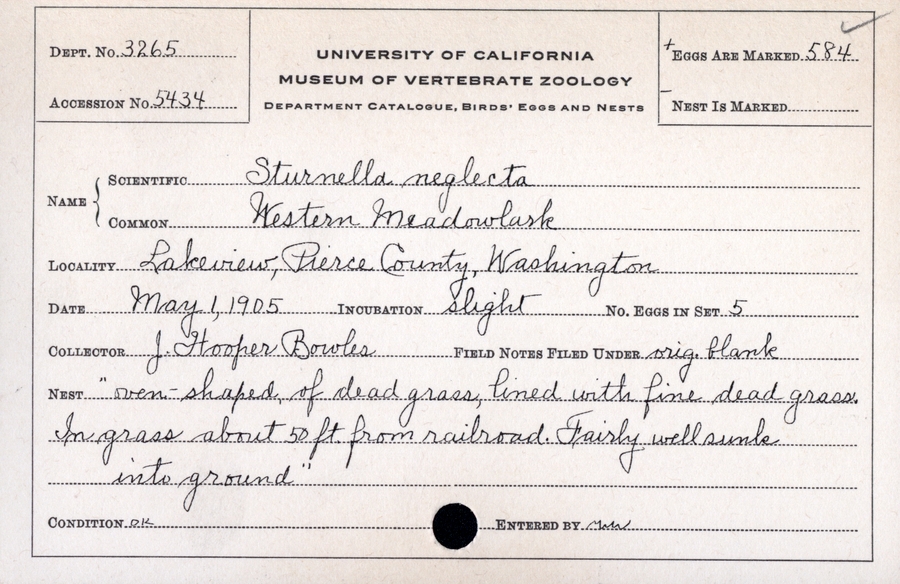 Dept. No. 3265
Accession No. 5434
UNIVERSITY OF CALIFORNIA
MUSEUM OF VERTEBRATE ZOOLOGY
Department Catalogue, Birds' Eggs and Nests
+ Eggs Are Marked 584
- Nest Is Marked
Name
Scientific Sturnella neglecta
Common Western Meadowlark
Locality Lakeview, Pierce County, Washington
Date May 1, 1905 Incubation slight No. Eggs in Set 5
Collector J. Hooper Bowles Field Notes Filed Under orig. blank
Nest "oven-shaped, of dead grass, lined with fine dead grass.
In grass about 50 ft from railroad. Fairly well sunk
into ground"
Condition OK Entered by